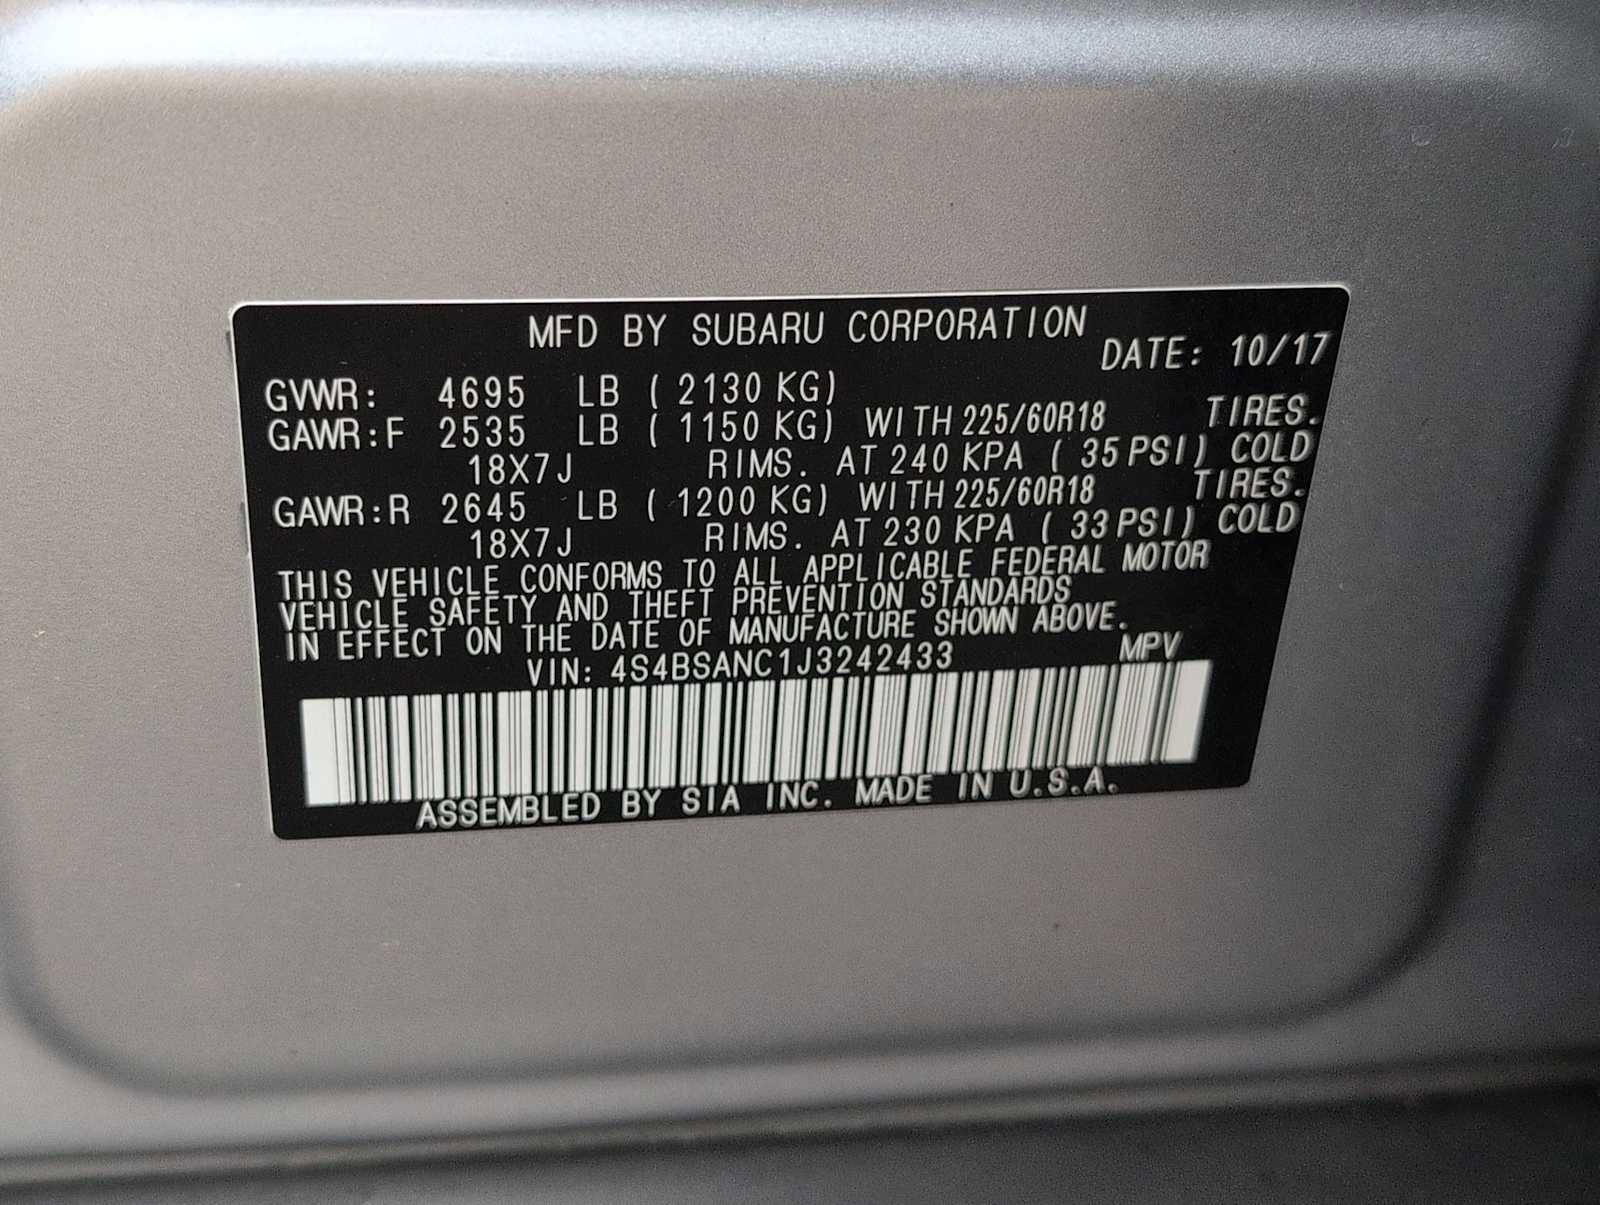 MFD BY SUBARU CORPORATION
DATE: 10/17
GVWR: 4695 LB ( 2130 KG)
GAWR:F 2535 LB ( 1150 KG) WITH 225/60R18 TIRES.
18X7J RIMS. AT 240 KPA ( 35 PSI) COLD
GAWR:R 2645 LB ( 1200 KG) WITH 225/60R18 TIRES.
18X7J RIMS. AT 230 KPA ( 33 PSI) COLD
THIS VEHICLE CONFORMS TO ALL APPLICABLE FEDERAL MOTOR
VEHICLE SAFETY AND THEFT PREVENTION STANDARDS
IN EFFECT ON THE DATE OF MANUFACTURE SHOWN ABOVE.
VIN: 4S4BSANC1J3242433 MPV
ASSEMBLED BY SIA INC. MADE IN U.S.A.